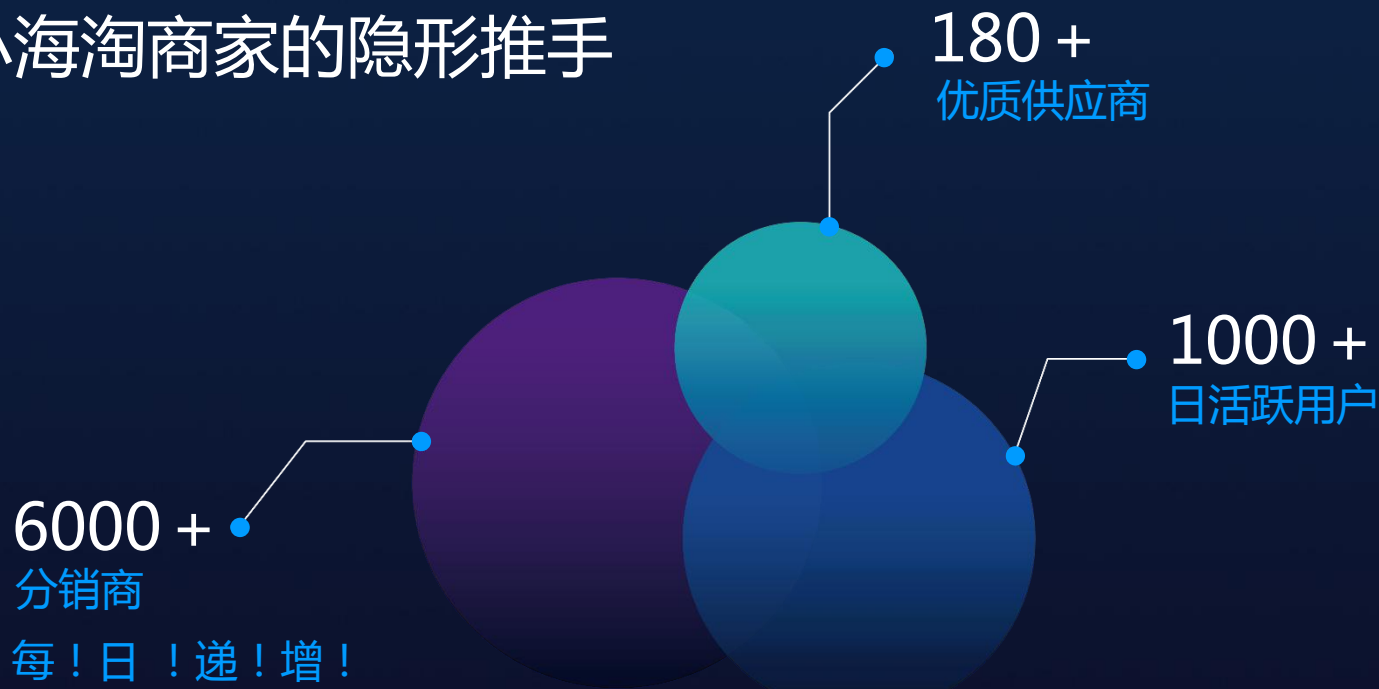 海淘商家的隐形推手
180 +
优质供应商
1000 +
日活跃用户
6000 +
分销商
每！日 ！递！增！